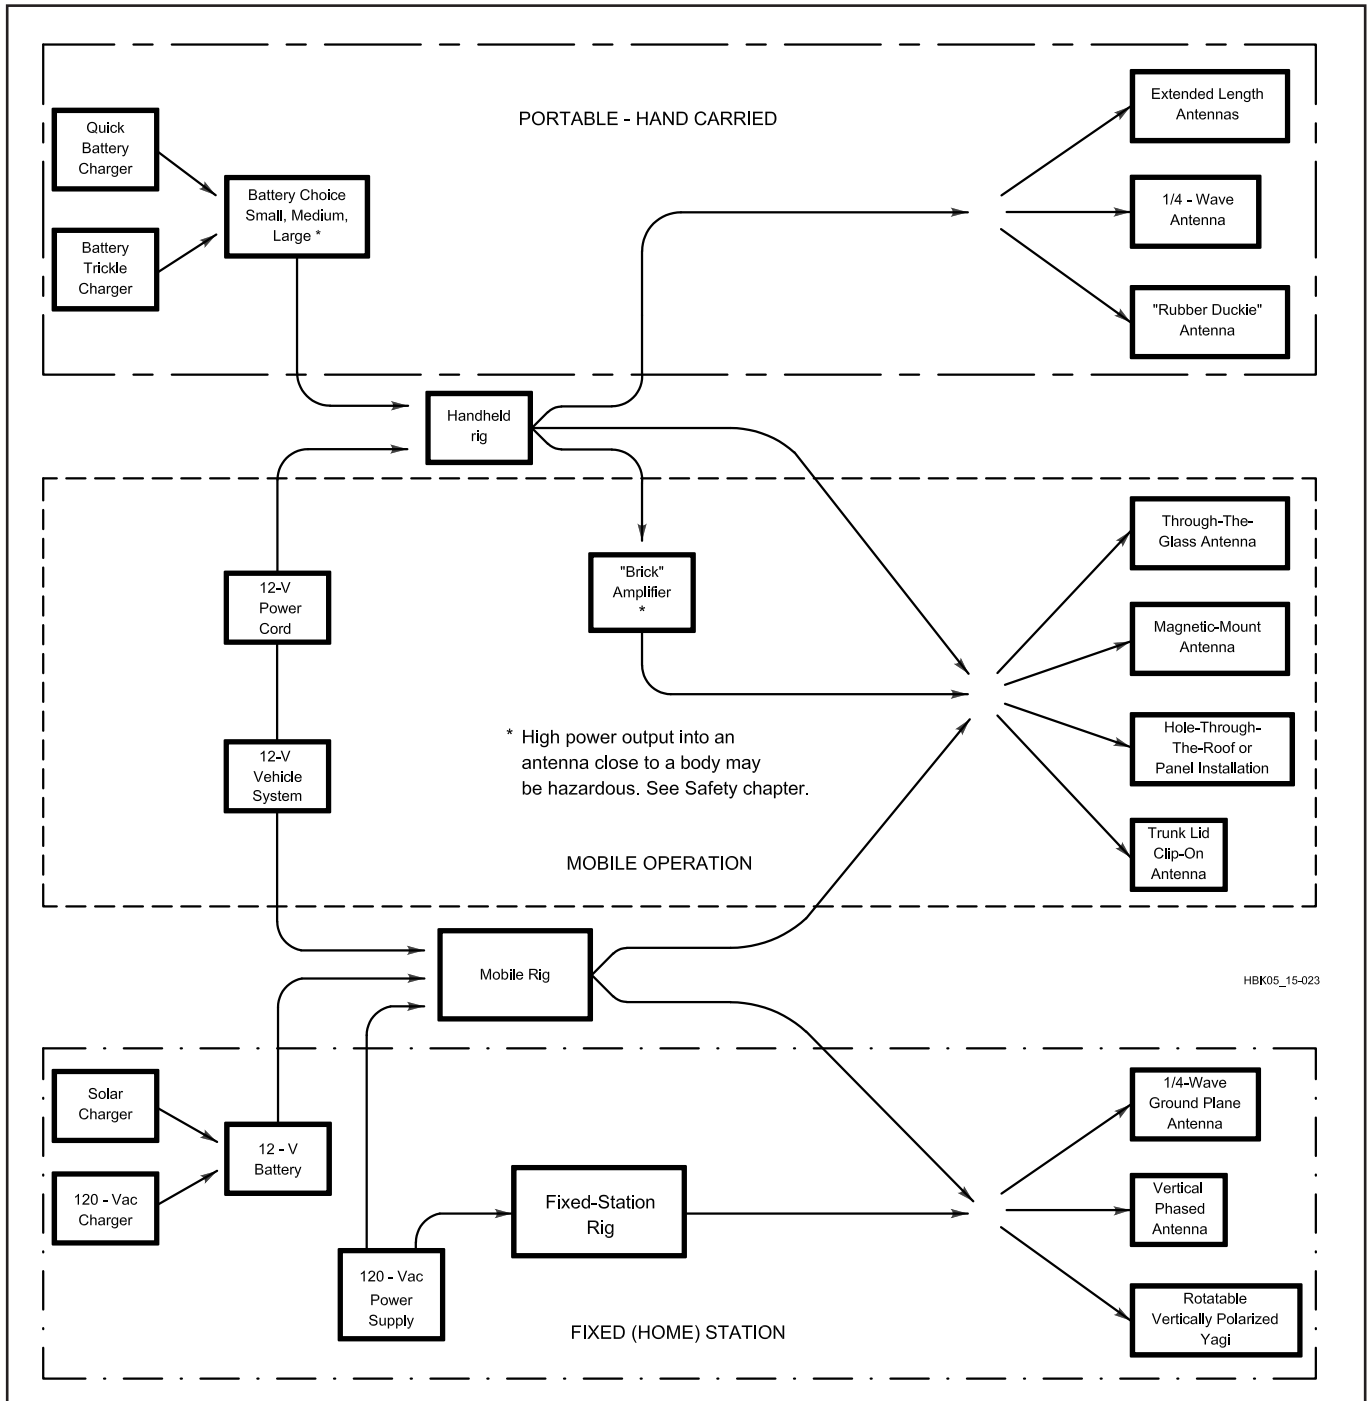 PORTABLE - HAND CARRIED
Quick
Battery
Charger
Battery
Trickle
Charger
Battery Choice
Small, Medium,
Large *
Extended Length
Antennas
1/4 - Wave
Antenna
"Rubber Duckie"
Antenna
Handheld
rig
12-V
Power
Cord
12-V
Vehicle
System
"Brick"
Amplifier
*
* High power output into an
antenna close to a body may
be hazardous. See Safety chapter.
MOBILE OPERATION
Through-The-
Glass Antenna
Magnetic-Mount
Antenna
Hole-Through-
The-Roof or
Panel Installation
Trunk Lid
Clip-On
Antenna
Mobile Rig
HBK05_15-023
Solar
Charger
120 - Vac
Charger
12 - V
Battery
120 - Vac
Power
Supply
Fixed-Station
Rig
FIXED (HOME) STATION
1/4-Wave
Ground Plane
Antenna
Vertical
Phased
Antenna
Rotatable
Vertically Polarized
Yagi